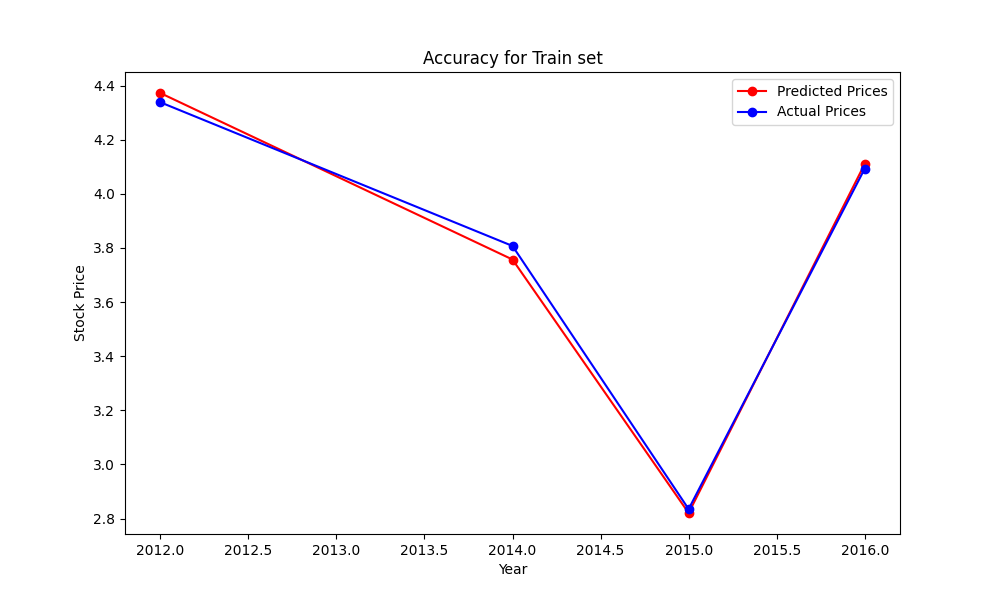 Accuracy for Train set
Predicted Prices
Actual Prices
Stock Price
4.4
4.2
4.0
3.8
3.6
3.4
3.2
3.0
2.8
2012.0 2012.5 2013.0 2013.5 2014.0 2014.5 2015.0 2015.5 2016.0
Year